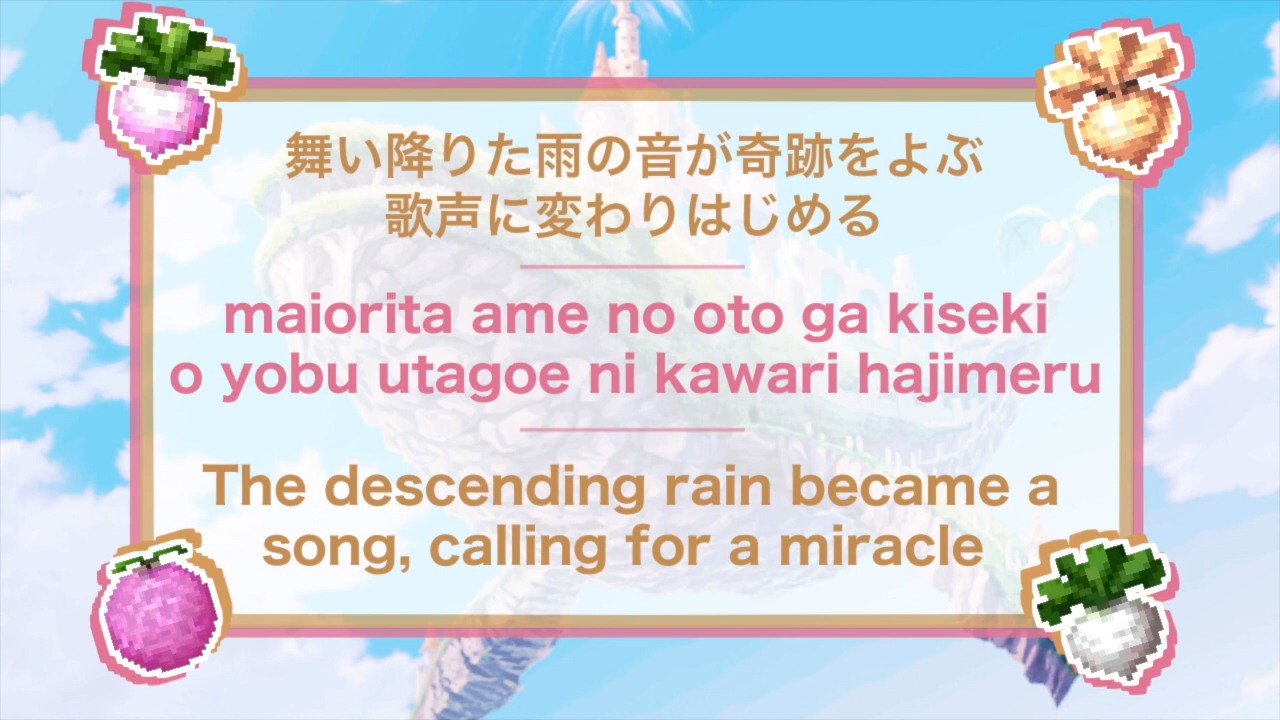 舞い降りた雨の音が奇跡をよぶ
歌声に変わりはじめる
maiorita ame no oto ga kiseki
o yobu utagoe ni kawari hajimeru
The descending rain became a
song, calling for a miracle